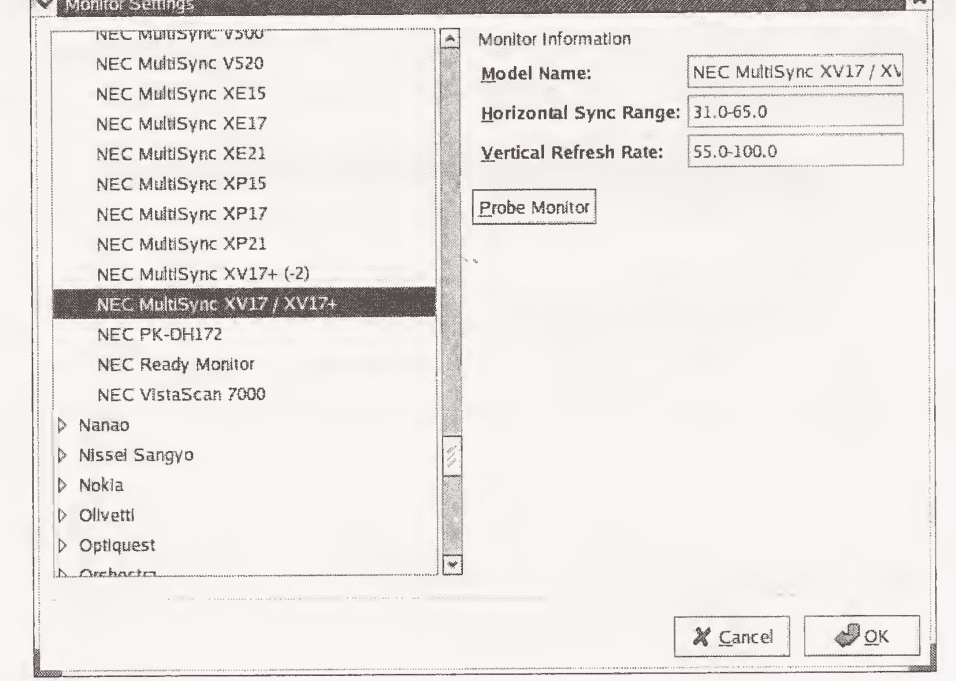 Monitor Settings
NEC MultiSync V500
NEC MultiSync V520
NEC MultiSync XE15
NEC MultiSync XE17
NEC MultiSync XE21
NEC MultiSync XP15
NEC MultiSync XP17
NEC MultiSync XP21
NEC MultiSync XV17+ (-2)
NEC MultiSync XV17 / XV17+
NEC PK-DH172
NEC Ready Monitor
NEC VistaScan 7000
Nanao
Nissei Sangyo
Nokia
Olivetti
Optiquest
Orchestra
Monitor Information
Model Name: NEC MultiSync XV17 / XV
Horizontal Sync Range: 31.0-65.0
Vertical Refresh Rate: 55.0-100.0
Probe Monitor
Cancel
OK